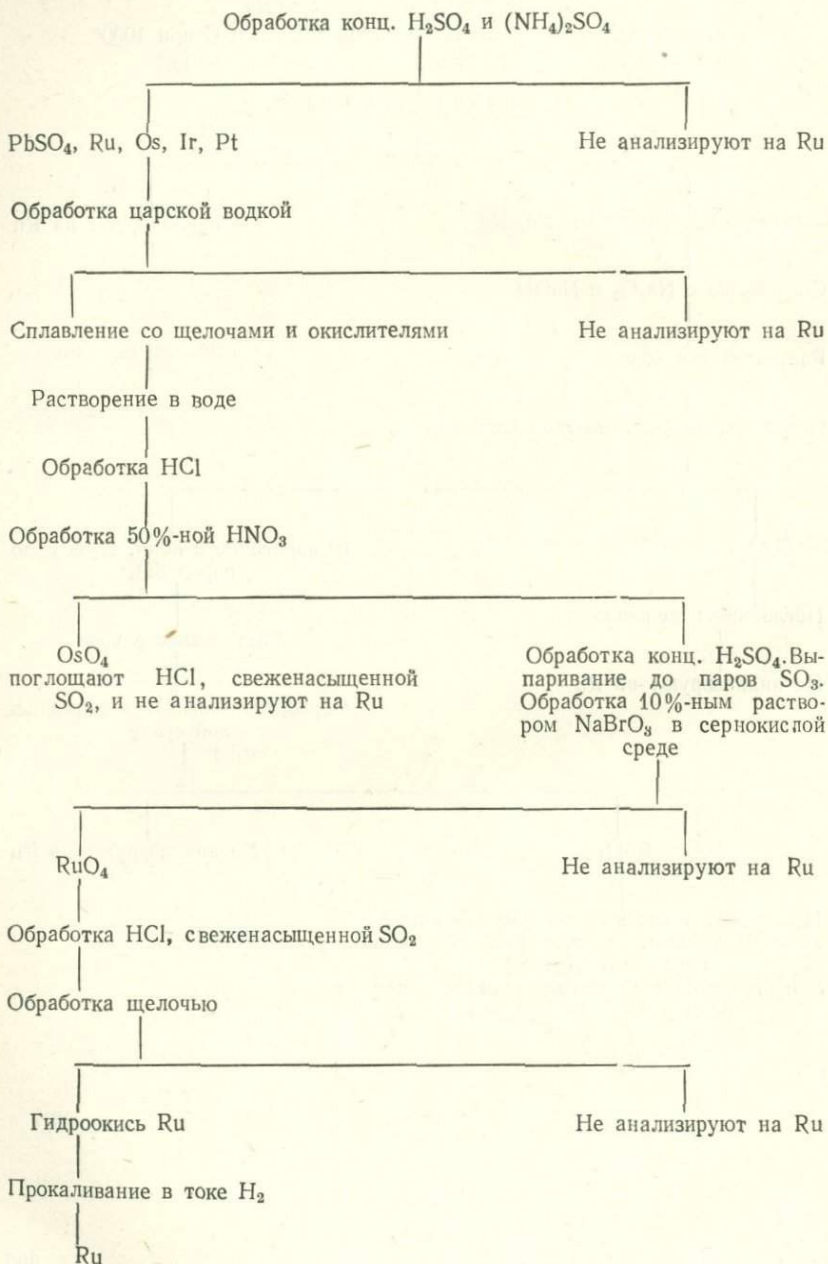 Обработка конц. H₂SO₄ и (NH₄)₂SO₄
PbSO₄, Ru, Os, Ir, Pt
Не анализируют на Ru
Обработка царской водкой
Сплавление со щелочами и окислителями
Не анализируют на Ru
Растворение в воде
Обработка HCl
Обработка 50%-ной HNO₃
OsO₄
поглощают HCl, свеженасыщенной
SO₂, и не анализируют на Ru
Обработка конц. H₂SO₄. Вы-
паривание до паров SO₃.
Обработка 10%-ным раство-
ром NaBrO₃ в сернокислой
среде
RuO₄
Не анализируют на Ru
Обработка HCl, свеженасыщенной SO₂
Обработка щелочью
Гидроокись Ru
Не анализируют на Ru
Прокаливание в токе H₂
Ru